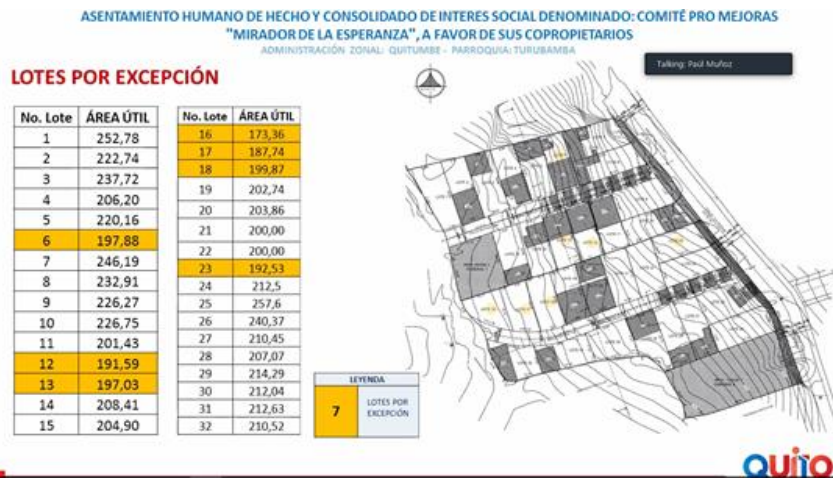 ASENTAMIENTO HUMANO DE HECHO Y CONSOLIDADO DE INTERES SOCIAL DENOMINADO: COMITÉ PRO MEJORAS
"MIRADOR DE LA ESPERANZA", A FAVOR DE SUS COPROPIETARIOS
ADMINISTRACIÓN ZONAL: QUITUMBE - PARROQUIA: TURUBAMBA
Talking: Paúl Muñoz
LOTES POR EXCEPCIÓN
No. Lote ÁREA ÚTIL
1 252,78
2 222,74
3 237,72
4 206,20
5 220,16
6 197,88
7 246,19
8 232,91
9 226,27
10 226,75
11 201,43
12 191,59
13 197,03
14 208,41
15 204,90
No. Lote ÁREA ÚTIL
16 173,36
17 187,74
18 199,87
19 202,74
20 203,86
21 200,00
22 200,00
23 192,53
24 212,5
25 257,6
26 240,37
27 210,45
28 207,07
29 214,29
30 212,04
31 212,63
32 210,52
LEYENDA
7 LOTES POR
EXCEPCIÓN
Quito